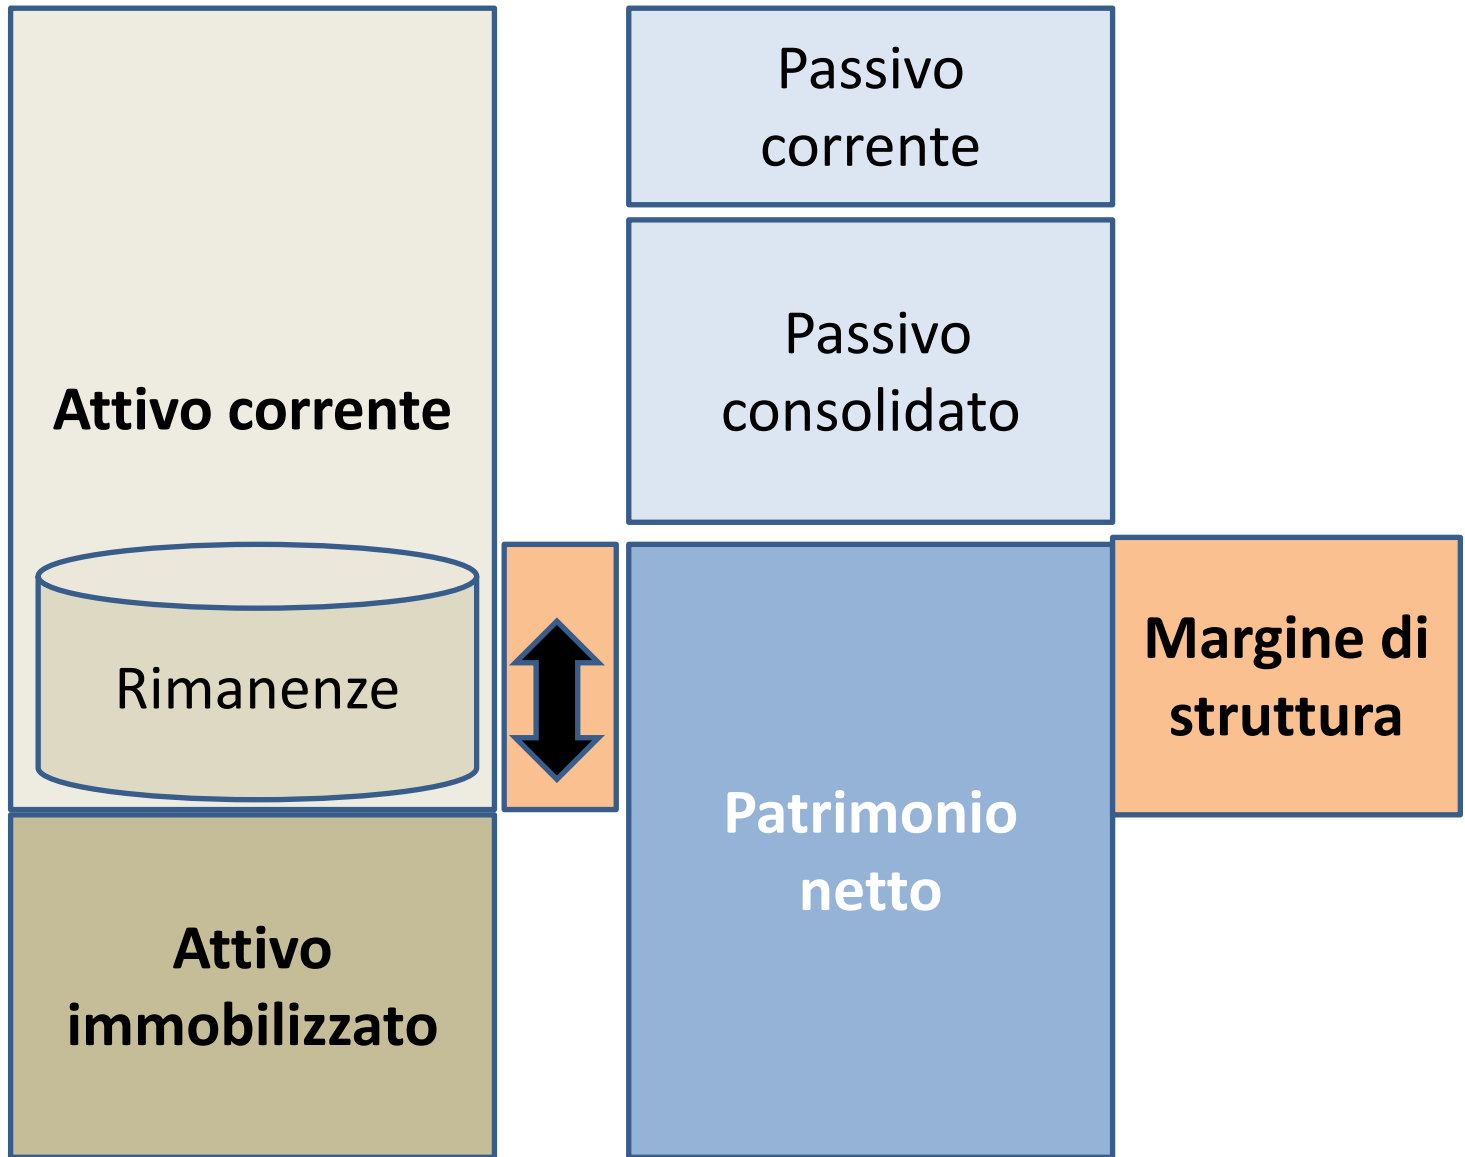 Attivo corrente
Rimanenze
Attivo
immobilizzato
Passivo
corrente
Passivo
consolidato
Patrimonio
netto
Margine di
struttura